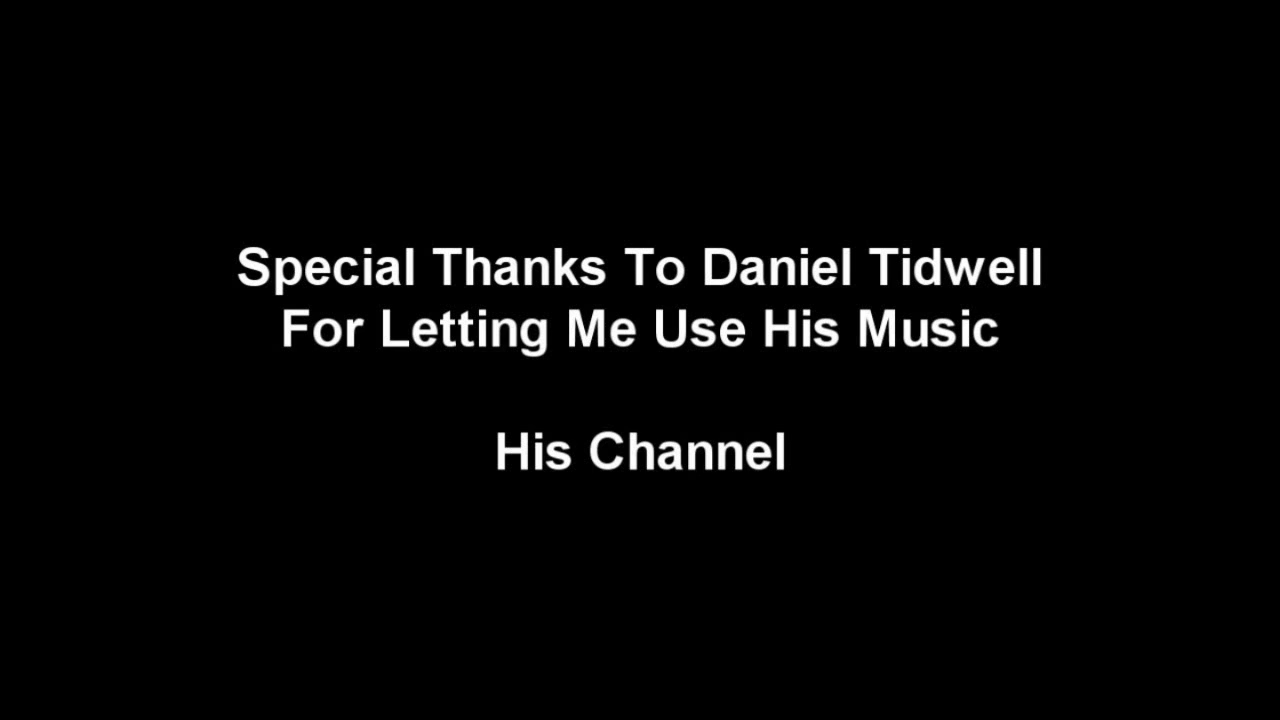 Special Thanks To Daniel Tidwell
For Letting Me Use His Music
His Channel